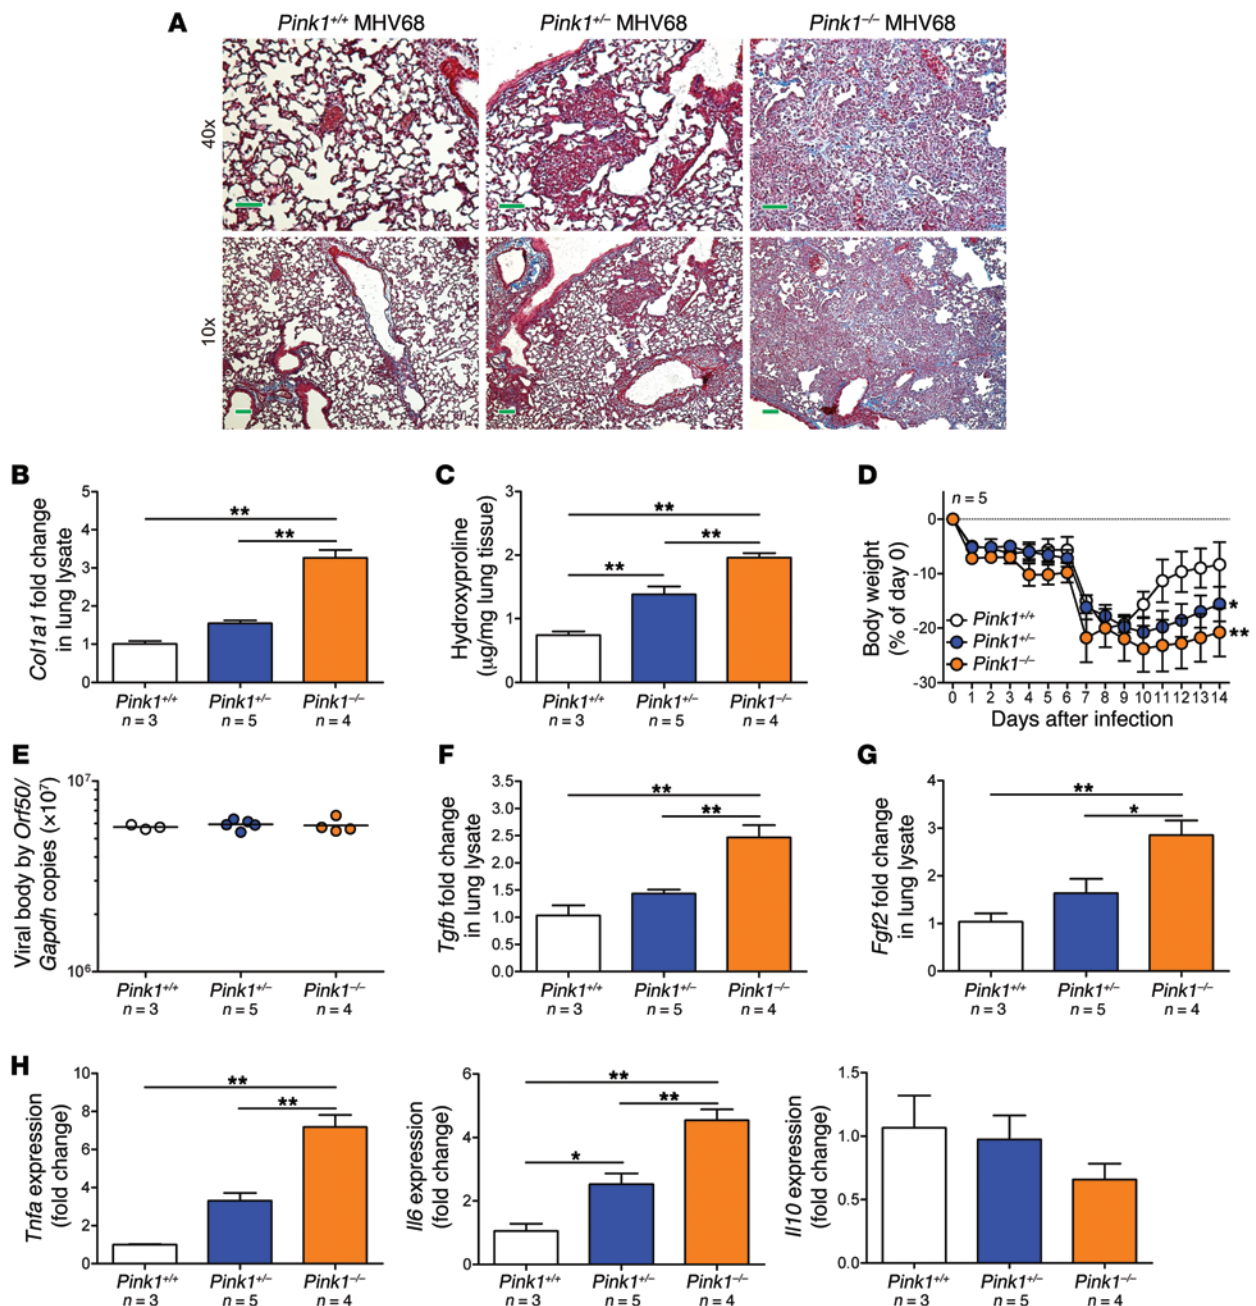 A
Pink1+/+ MHV68
Pink1+/– MHV68
Pink1–/– MHV68
40x
10x
B
Col1a1 fold change
in lung lysate
5
4
3
2
1
0
**
**
Pink1+/+
n = 3
Pink1+/–
n = 5
Pink1–/–
n = 4
C
Hydroxyproline
(μg/mg lung tissue)
3
2
1
0
**
**
**
Pink1+/+
n = 3
Pink1+/–
n = 5
Pink1–/–
n = 4
D
n = 5
Body weight
(% of day 0)
0
-10
-20
-30
Pink1+/+
Pink1+/–
Pink1–/–
*
**
0 1 2 3 4 5 6 7 8 9 10 11 12 13 14
Days after infection
E
Viral body by Orf50/
Gapdh copies (×10⁷)
10⁷
10⁶
Pink1+/+
n = 3
Pink1+/–
n = 5
Pink1–/–
n = 4
F
Tgfb fold change
in lung lysate
3.5
3.0
2.5
2.0
1.5
1.0
0.5
0.0
**
**
Pink1+/+
n = 3
Pink1+/–
n = 5
Pink1–/–
n = 4
G
Fgf2 fold change
in lung lysate
4
3
2
1
0
**
*
Pink1+/+
n = 3
Pink1+/–
n = 5
Pink1–/–
n = 4
H
Tnfa expression
(fold change)
10
8
6
4
2
0
**
**
Pink1+/+
n = 3
Pink1+/–
n = 5
Pink1–/–
n = 4
Il6 expression
(fold change)
6
4
2
0
**
**
*
Pink1+/+
n = 3
Pink1+/–
n = 5
Pink1–/–
n = 4
Il10 expression
(fold change)
1.5
1.0
0.5
0.0
Pink1+/+
n = 3
Pink1+/–
n = 5
Pink1–/–
n = 4